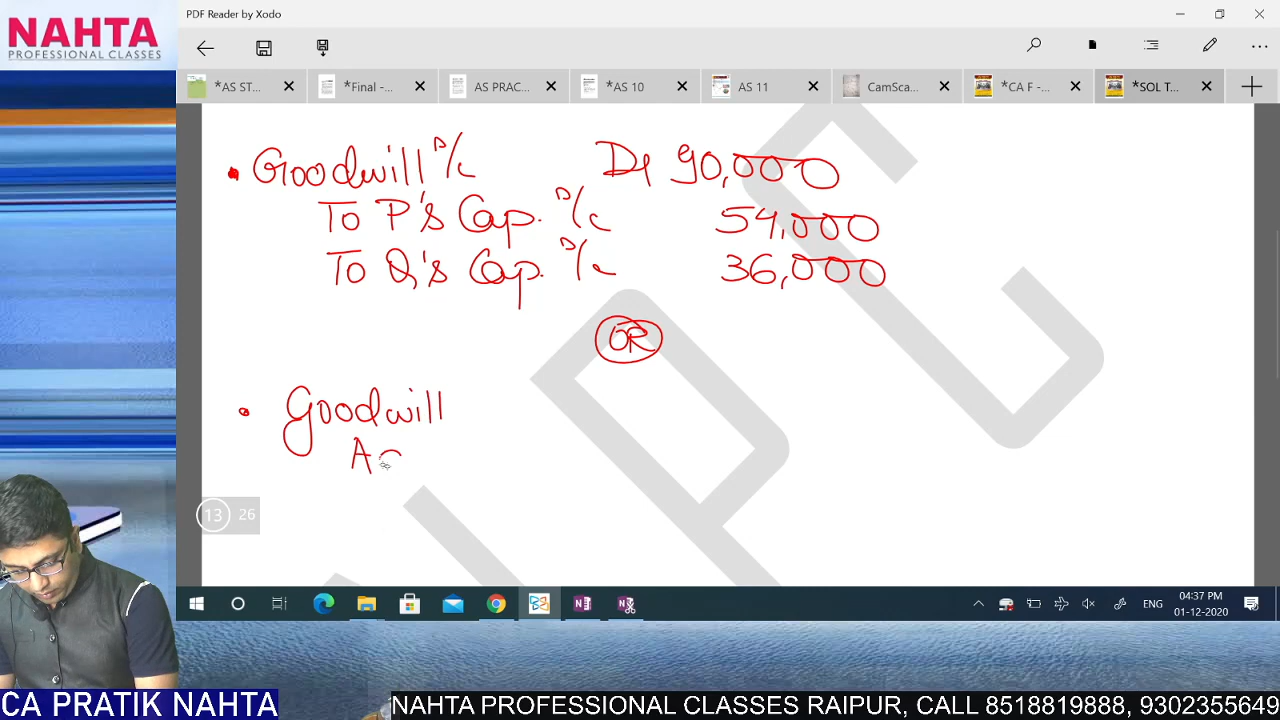 NAHTA
PROFESSIONAL CLASSES
PDF Reader by Xodo
*AS ST...
*Final -...
AS PRAC...
*AS 10
AS 11
CamSca...
*CA F -...
*SOL T...
Goodwill A/c Dr 90,000
To P's Cap. A/c 54,000
To Q's Cap. A/c 36,000
OR
Goodwill
A
13 26
ENG
04:37 PM
01-12-2020
CA PRATIK NAHTA
NAHTA PROFESSIONAL CLASSES RAIPUR, CALL 8518819888, 9302355649